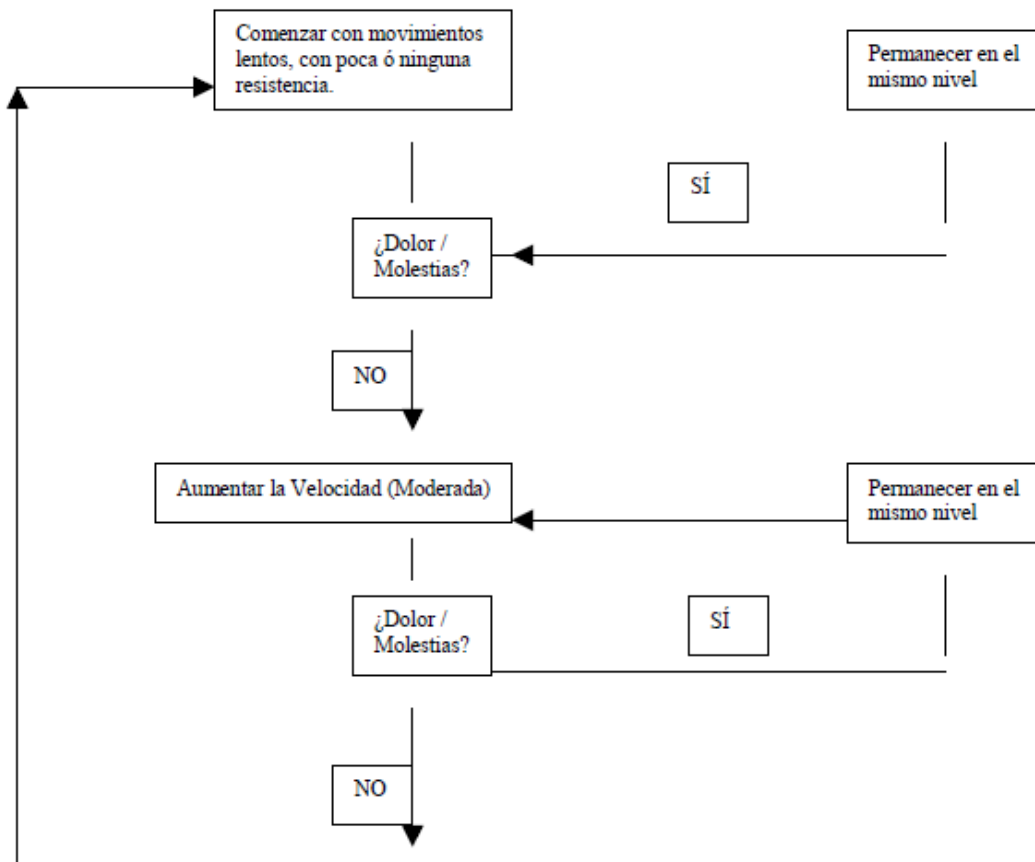 Comenzar con movimientos
lentos, con poca ó ninguna
resistencia.
Permanecer en el
mismo nivel
SÍ
¿Dolor /
Molestias?
NO
Aumentar la Velocidad (Moderada)
Permanecer en el
mismo nivel
¿Dolor /
Molestias?
SÍ
NO